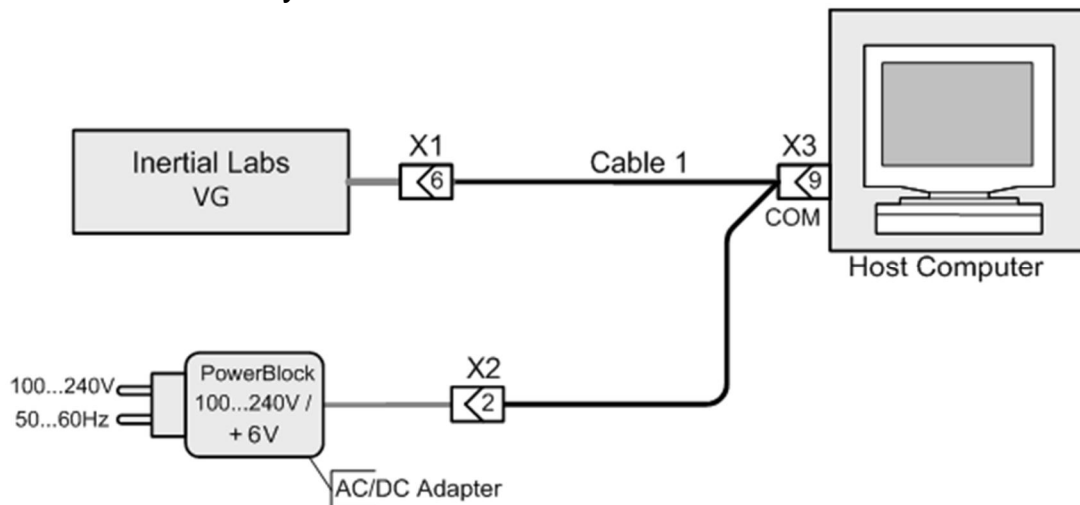 Inertial Labs
VG
X1
6
Cable 1
X3
9
COM
Host Computer
100...240V
50...60Hz
PowerBlock
100...240V /
+ 6V
X2
2
AC/DC Adapter